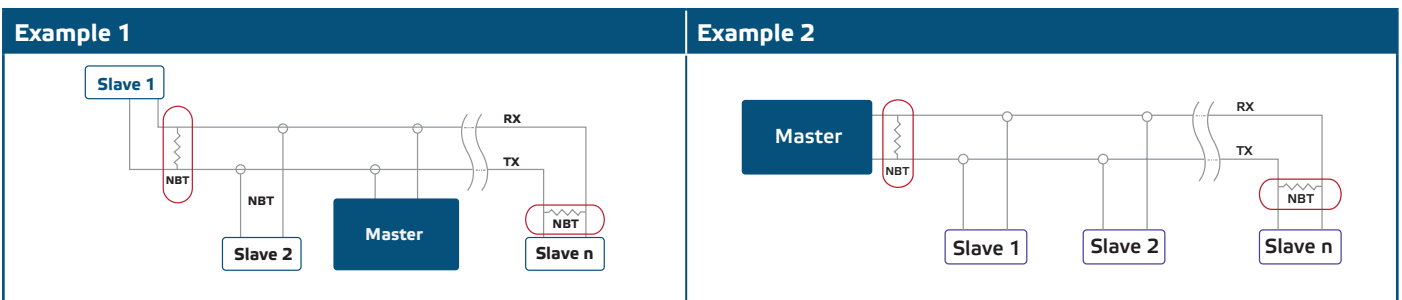 Example 1
Slave 1
RX
TX
NBT
NBT
NBT
Slave 2
Master
Slave n
Example 2
Master
RX
TX
NBT
NBT
Slave 1
Slave 2
Slave n